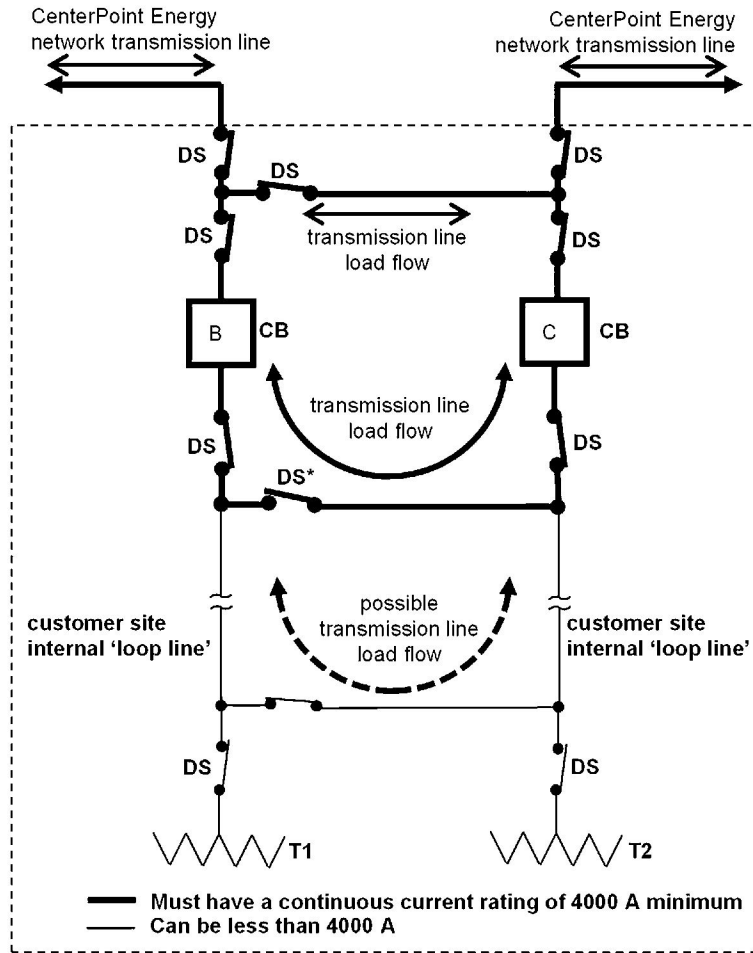 CenterPoint Energy
network transmission line
CenterPoint Energy
network transmission line
DS
DS
DS
DS
DS
transmission line
load flow
B
CB
C
CB
transmission line
load flow
DS
DS
DS*
customer site
internal ‘loop line’
possible
transmission line
load flow
customer site
internal ‘loop line’
DS
DS
T1
T2
Must have a continuous current rating of 4000 A minimum
Can be less than 4000 A